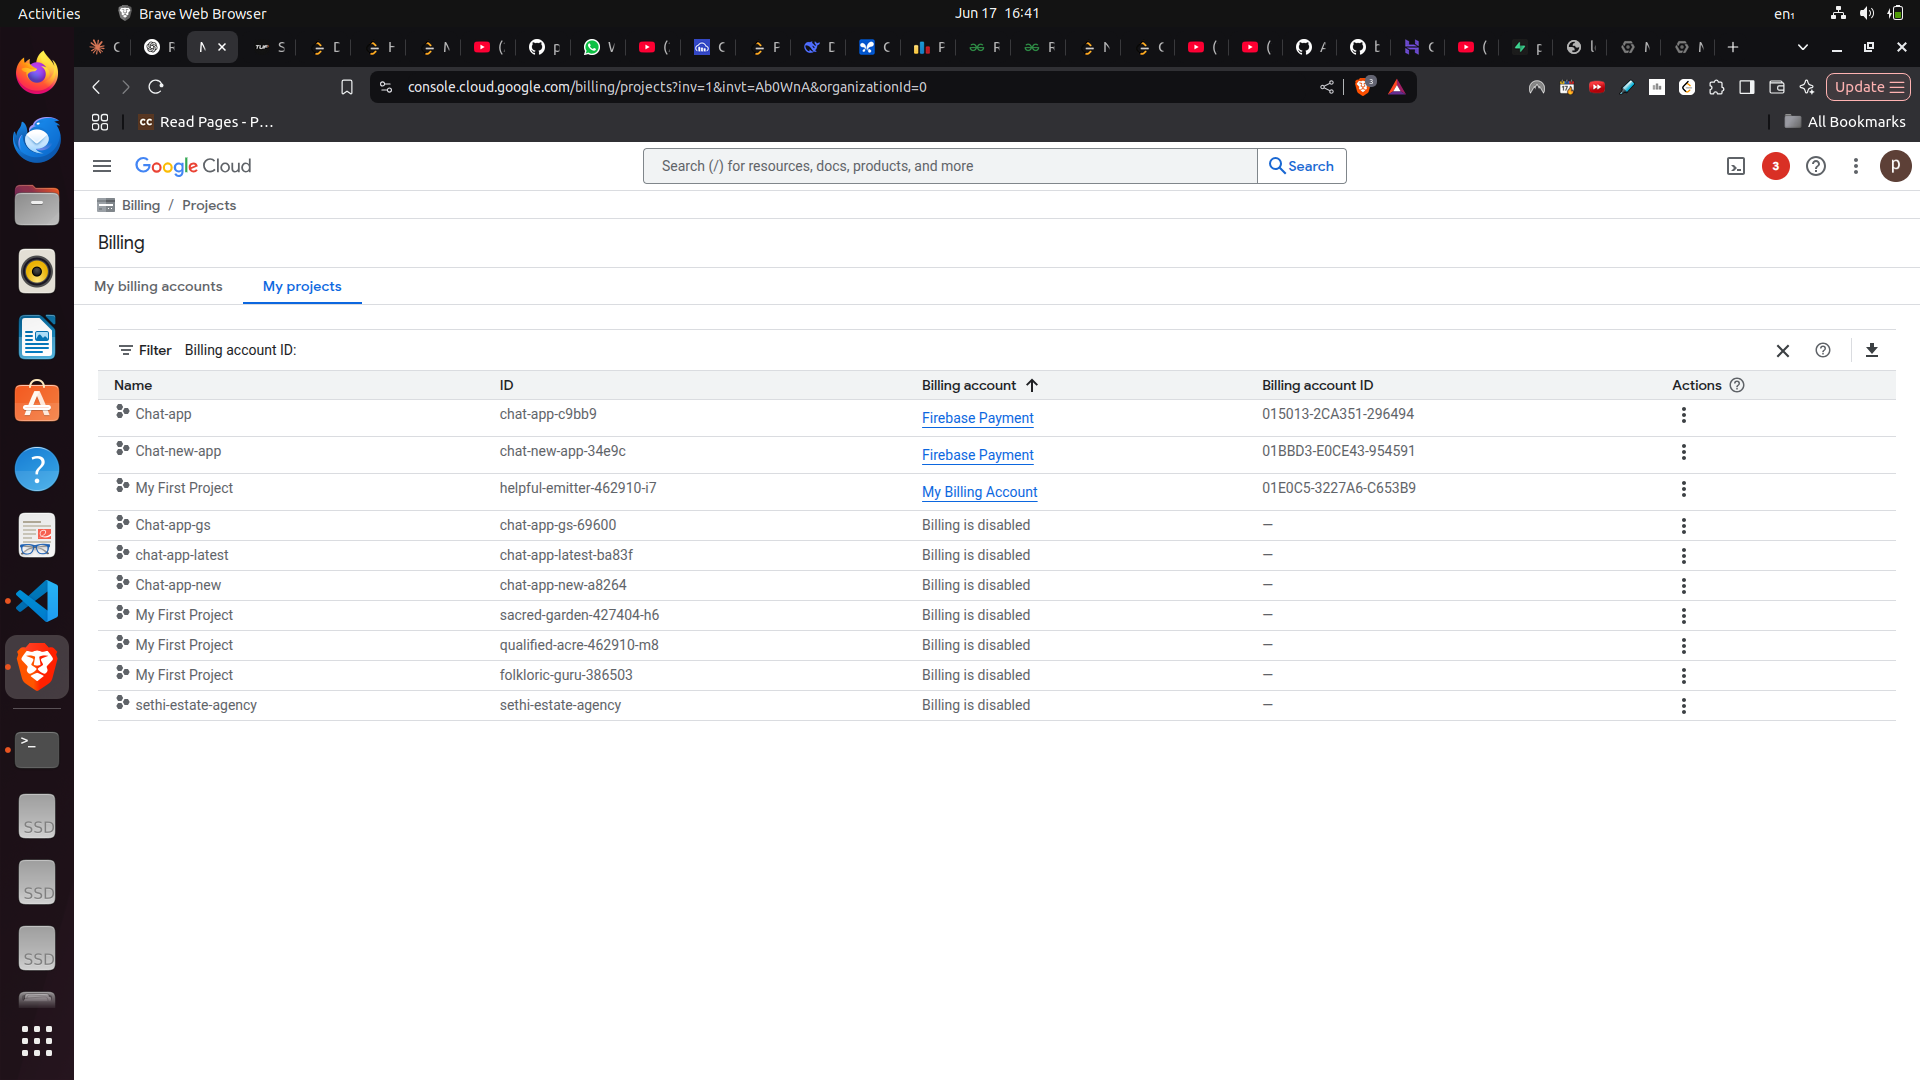 Activities Brave Web Browser Jun 17 16:41 en₁
Update
console.cloud.google.com/billing/projects?inv=1&invt=Ab0WnA&organizationId=0
Read Pages - P… All Bookmarks
Google Cloud Search (/) for resources, docs, products, and more Search 3 p
Billing / Projects
Billing
My billing accounts My projects
Filter Billing account ID:
Name ID Billing account Billing account ID Actions
Chat-app chat-app-c9bb9 Firebase Payment 015013-2CA351-296494
Chat-new-app chat-new-app-34e9c Firebase Payment 01BBD3-E0CE43-954591
My First Project helpful-emitter-462910-i7 My Billing Account 01E0C5-3227A6-C653B9
Chat-app-gs chat-app-gs-69600 Billing is disabled —
chat-app-latest chat-app-latest-ba83f Billing is disabled —
Chat-app-new chat-app-new-a8264 Billing is disabled —
My First Project sacred-garden-427404-h6 Billing is disabled —
My First Project qualified-acre-462910-m8 Billing is disabled —
My First Project folkloric-guru-386503 Billing is disabled —
sethi-estate-agency sethi-estate-agency Billing is disabled —
SSD
SSD
SSD